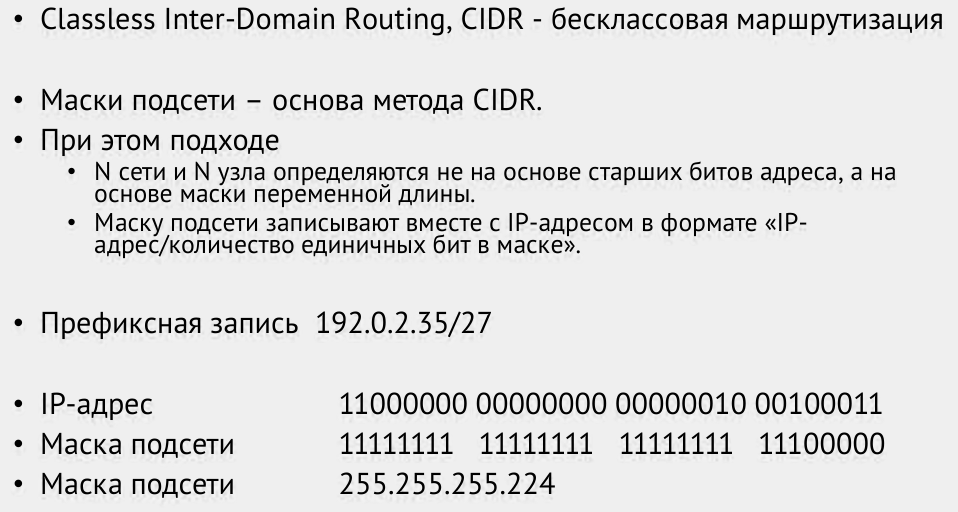 • Classless Inter-Domain Routing, CIDR - бесклассовая маршрутизация
• Маски подсети – основа метода CIDR.
• При этом подходе
• N сети и N узла определяются не на основе старших битов адреса, а на
основе маски переменной длины.
• Маску подсети записывают вместе с IP-адресом в формате «IP-
адрес/количество единичных бит в маске».
• Префиксная запись 192.0.2.35/27
• IP-адрес 11000000 00000000 00000010 00100011
• Маска подсети 11111111 11111111 11111111 11100000
• Маска подсети 255.255.255.224